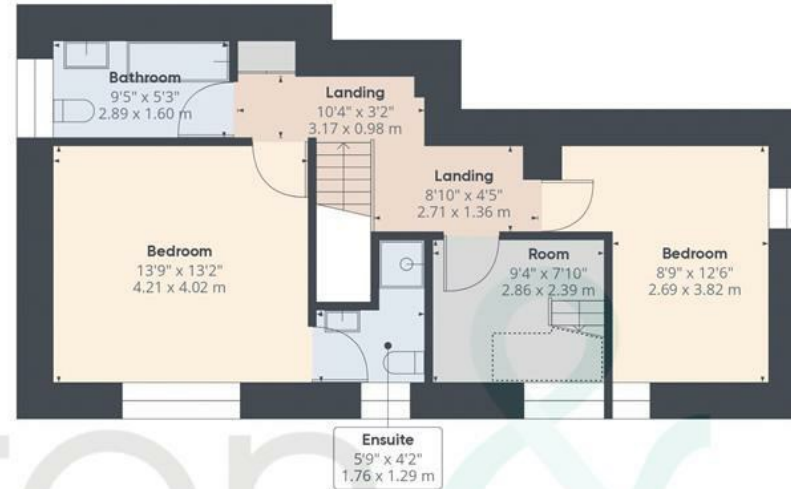 Bathroom
9'5" x 5'3"
2.89 x 1.60 m
Landing
10'4" x 3'2"
3.17 x 0.98 m
Landing
8'10" x 4'5"
2.71 x 1.36 m
Bedroom
13'9" x 13'2"
4.21 x 4.02 m
Room
9'4" x 7'10"
2.86 x 2.39 m
Bedroom
8'9" x 12'6"
2.69 x 3.82 m
Ensuite
5'9" x 4'2"
1.76 x 1.29 m